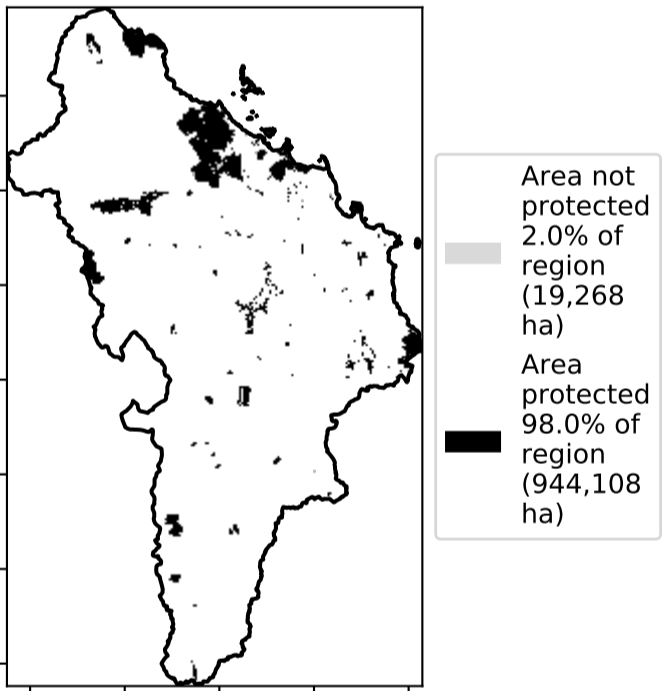 Area not
protected
2.0% of
region
(19,268
ha)
Area
protected
98.0% of
region
(944,108
ha)